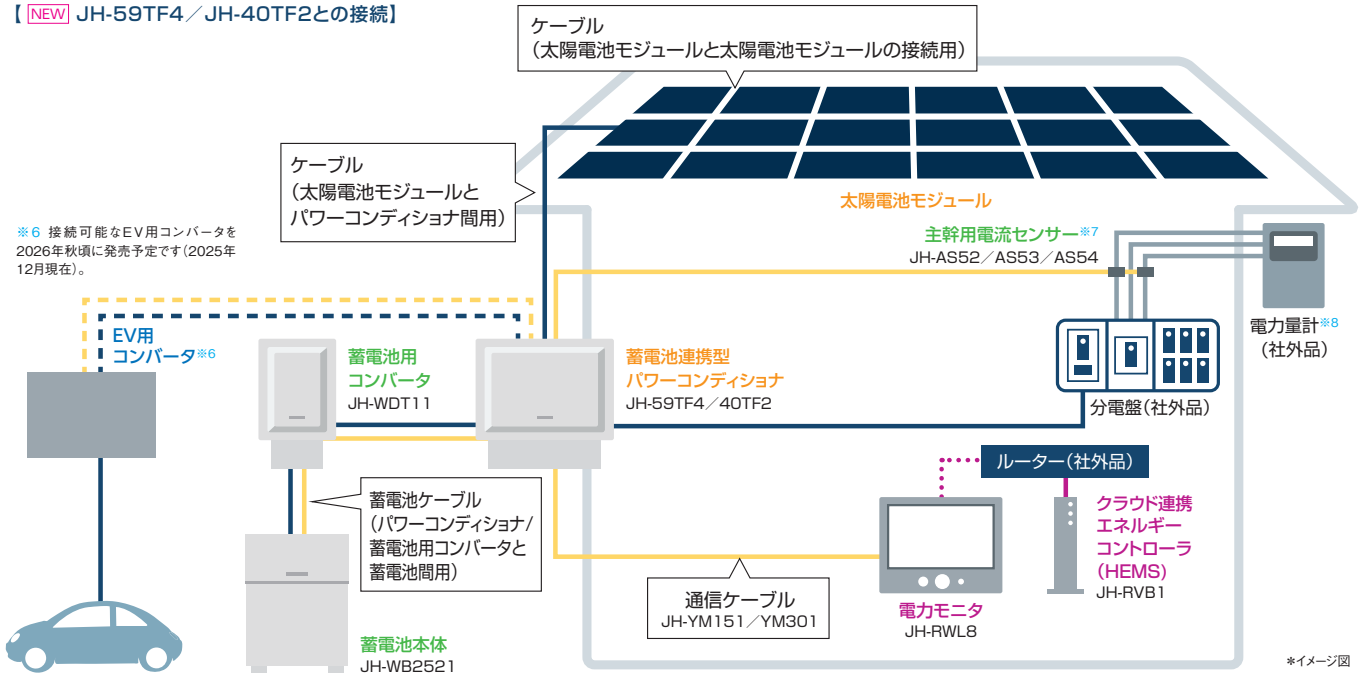 【NEW JH-59TF4／JH-40TF2との接続】
ケーブル
（太陽電池モジュールと太陽電池モジュールの接続用）
ケーブル
（太陽電池モジュールと
パワーコンディショナ間用）
太陽電池モジュール
※6 接続可能なEV用コンバータを
2026年秋頃に発売予定です（2025年
12月現在）。
主幹用電流センサー※7
JH-AS52／AS53／AS54
電力量計※8
（社外品）
EV用
コンバータ※6
蓄電池用
コンバータ
JH-WDT11
蓄電池連携型
パワーコンディショナ
JH-59TF4／40TF2
分電盤（社外品）
ルーター（社外品）
蓄電池ケーブル
（パワーコンディショナ/
蓄電池用コンバータと
蓄電池間用）
クラウド連携
エネルギー
コントローラ
（HEMS）
JH-RVB1
通信ケーブル
JH-YM151／YM301
電力モニタ
JH-RWL8
蓄電池本体
JH-WB2521
*イメージ図